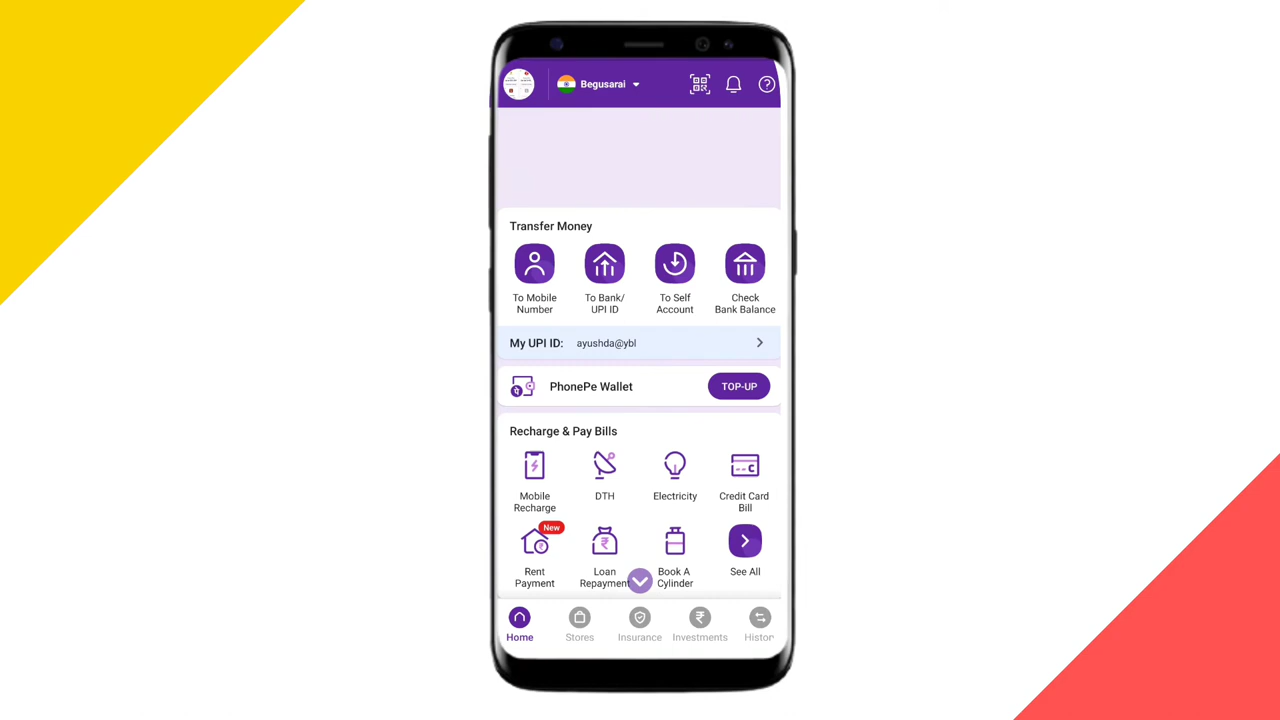 Begusarai
Transfer Money
To Mobile
Number
To Bank/
UPI ID
To Self
Account
Check
Bank Balance
My UPI ID: ayushda@ybl
PhonePe Wallet
TOP-UP
Recharge & Pay Bills
Mobile
Recharge
DTH
Electricity
Credit Card
Bill
New
Rent
Payment
Loan
Repayment
Book A
Cylinder
See All
Home
Stores
Insurance
Investments
Histor